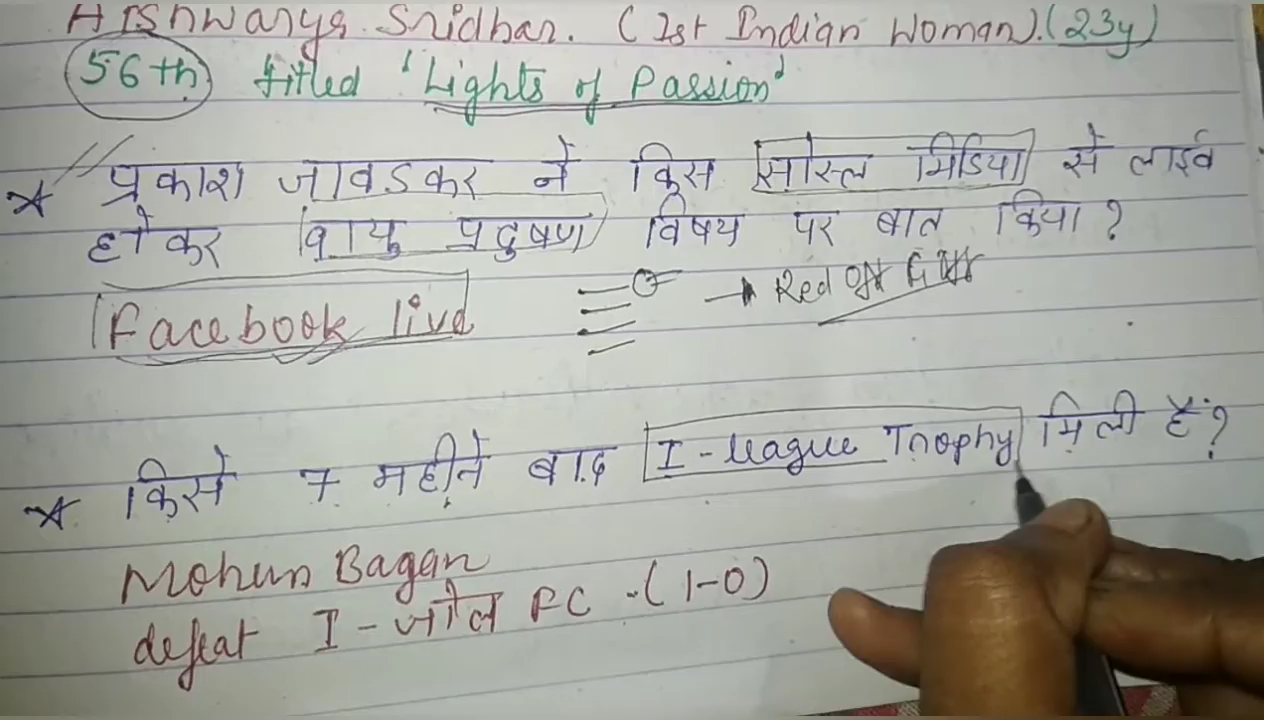 Aishwarya Sridhar. (1st Indian Woman).(23y)
56th titled 'Lights of Passion'
* प्रकाश जावडकर ने किस सोस्ल मिडिया से लाईव
होकर वायु प्रदुषण विषय पर बात किया?
Facebook live → Red Off
* किसे 7 महीने बाद I-league Trophy मिली है?
Mohun Bagan
defeat I-जोल FC.(1-0)